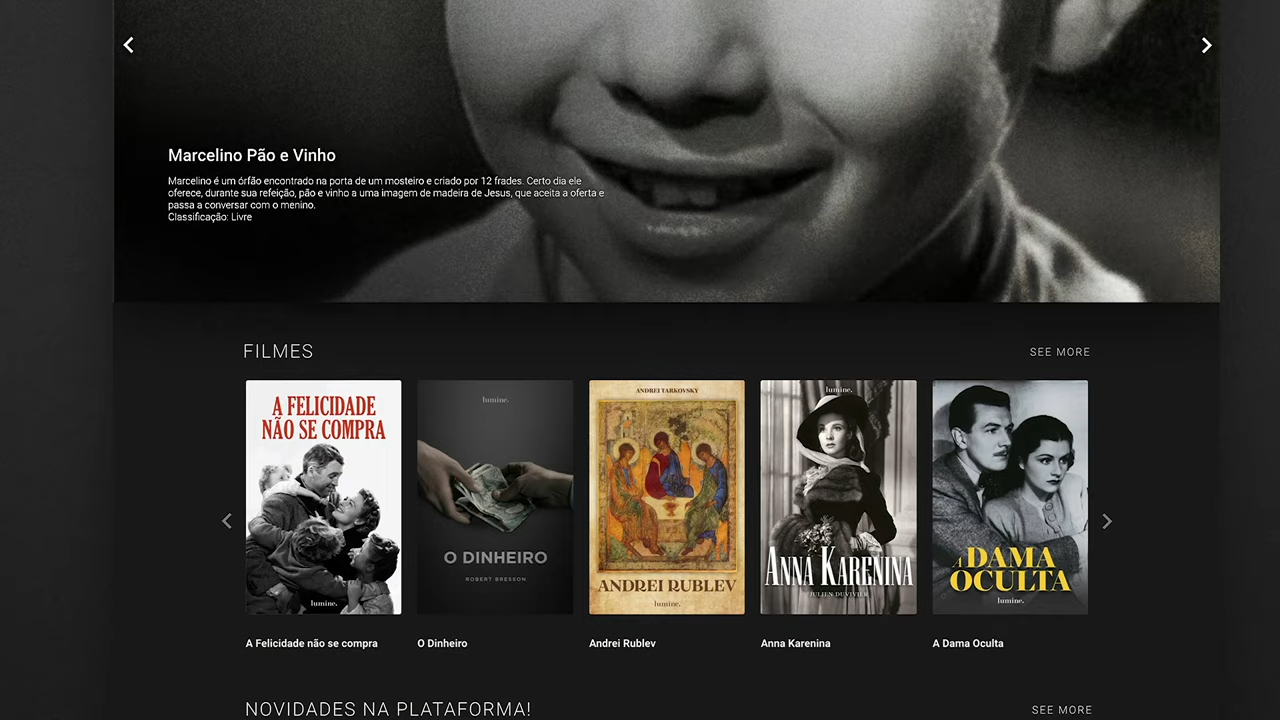 Marcelino Pão e Vinho
Marcelino é um órfão encontrado na porta de um mosteiro e criado por 12 frades. Certo dia ele
oferece, durante sua refeição, pão e vinho a uma imagem de madeira de Jesus, que aceita a oferta e
passa a conversar com o menino.
Classificação: Livre
FILMES
SEE MORE
A FELICIDADE
NÃO SE COMPRA
lumine.
lumine.
O DINHEIRO
ROBERT BRESSON
ANDREI TARKOVSKY
ANDREI RUBLEV
lumine.
lumine.
ANNA KARENINA
JULIEN DUVIVIER
A DAMA
OCULTA
lumine.
A Felicidade não se compra
O Dinheiro
Andrei Rublev
Anna Karenina
A Dama Oculta
NOVIDADES NA PLATAFORMA!
SEE MORE